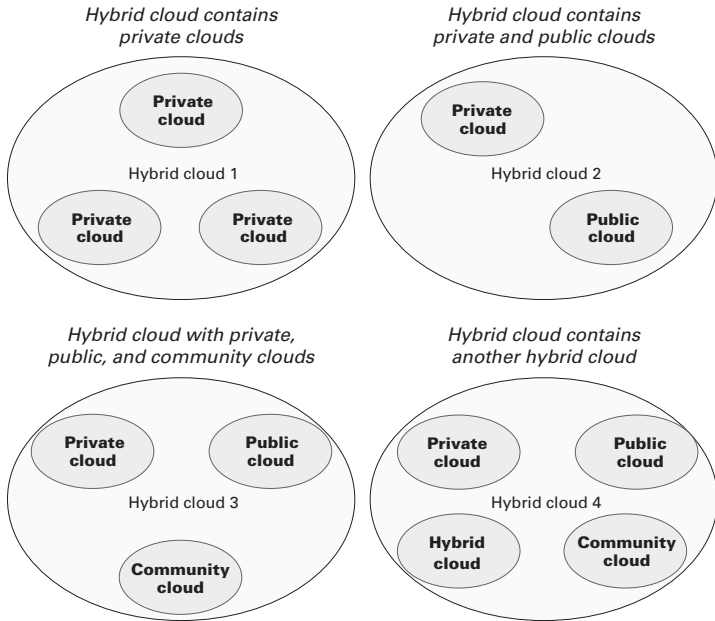 Hybrid cloud contains
private clouds
Private
cloud
Hybrid cloud 1
Private
cloud
Private
cloud
Hybrid cloud contains
private and public clouds
Private
cloud
Hybrid cloud 2
Public
cloud
Hybrid cloud with private,
public, and community clouds
Private
cloud
Public
cloud
Hybrid cloud 3
Community
cloud
Hybrid cloud contains
another hybrid cloud
Private
cloud
Public
cloud
Hybrid cloud 4
Hybrid
cloud
Community
cloud